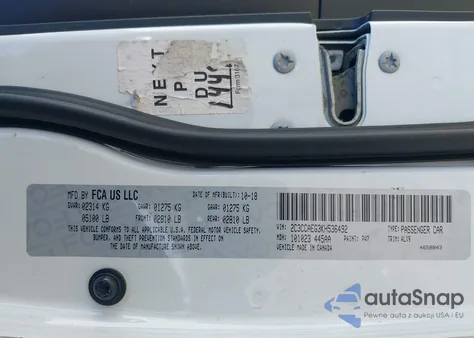 NEXT
P
DU
MFD BY FCA US LLC DATE OF MFR(BUILT):10-18
GVWR:02314 KG GAWR:01275 KG GAWR:01275 KG
05100 LB FRONT:02810 LB REAR:02810 LB
THIS VEHICLE CONFORMS TO ALL APPLICABLE U.S.A. FEDERAL MOTOR VEHICLE SAFETY,
BUMPER, AND THEFT PREVENTION STANDARDS IN EFFECT ON THE DATE
OF MANUFACTURE SHOWN ABOVE.
VIN: 2C3CCAEG3KH536492 TYPE:PASSENGER CAR
101023 445AA PAINT: PW7 TRIM:ALX9
VEHICLE MADE IN CANADA
autoSnap
Pewne auta z aukcji USA i EU